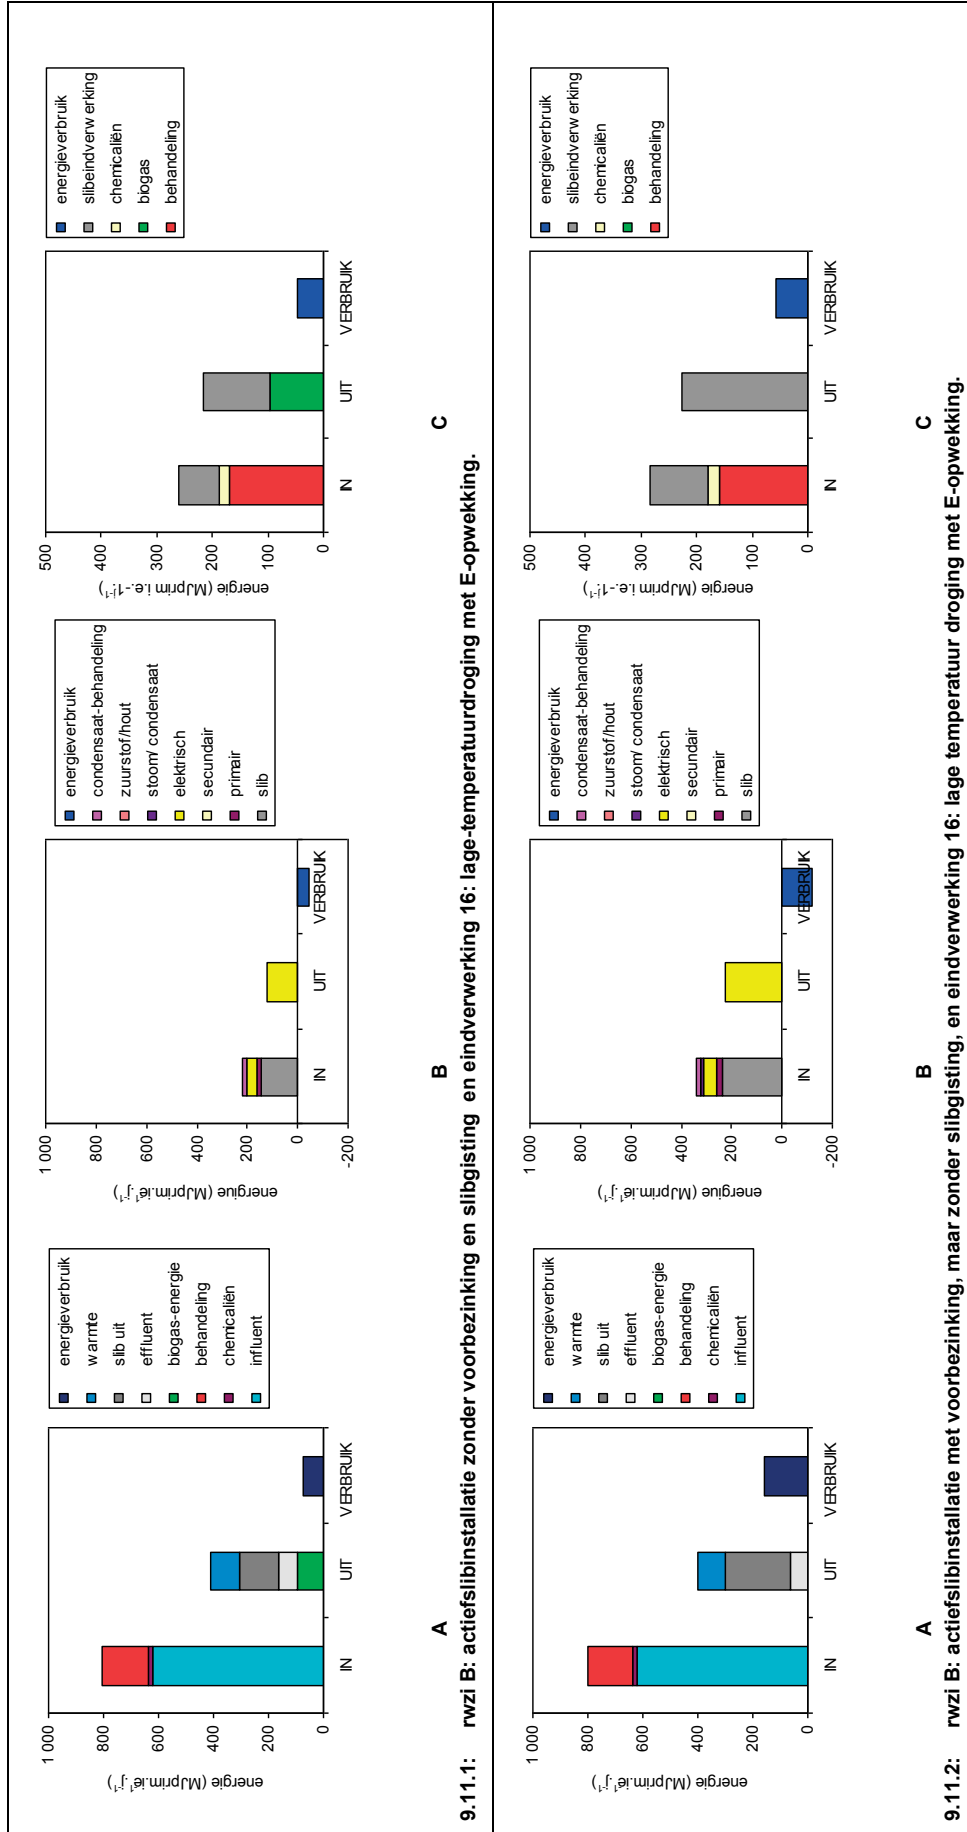 1 000
800
600
400
200
0
energie (MJprim.ie-1.j-1)
IN
UIT
VERBRUIK
energieverbruik
warmte
slib uit
effluent
biogas-energie
behandeling
chemicaliën
influent
A
1 000
800
600
400
200
0
-200
energiue (MJprim.ie-1.j-1)
IN
UIT
VERBRUIK
energieverbruik
condensaat-behandeling
zuurstof/hout
stoom/ condensaat
elektrisch
secundair
primair
slib
B
500
400
300
200
100
0
energie (MJprim i.e.-1.j-1)
IN
UIT
VERBRUIK
energieverbruik
slibeindverw erking
chemicaliën
biogas
behandeling
C
9.11.1: rwzi B: actiefslibinstallatie zonder voorbezinking en slibgisting en eindverwerking 16: lage-temperatuurdroging met E-opwekking.
1 000
800
600
400
200
0
energie (MJprim.ie-1.j-1)
IN
UIT
VERBRUIK
energieverbruik
warmte
slib uit
effluent
biogas-energie
behandeling
chemicaliën
influent
A
1 000
800
600
400
200
0
-200
energiue (MJprim.ie-1.j-1)
IN
UIT
VERBRUIK
energieverbruik
condensaat-behandeling
zuurstof/hout
stoom/ condensaat
elektrisch
secundair
primair
slib
B
500
400
300
200
100
0
energie (MJprim i.e.-1.j-1)
IN
UIT
VERBRUIK
energieverbruik
slibeindverw erking
chemicaliën
biogas
behandeling
C
9.11.2: rwzi B: actiefslibinstallatie met voorbezinking, maar zonder slibgisting, en eindverwerking 16: lage temperatuur droging met E-opwekking.